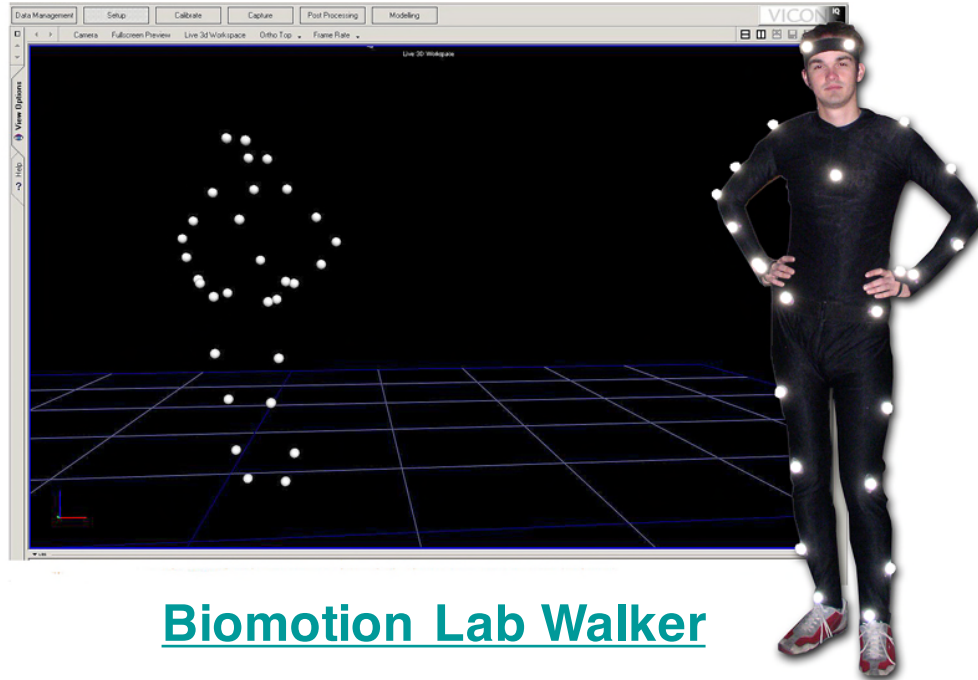 Data Management Setup Calibrate Capture Post Processing Modelling
VICON IQ
Camera Fullscreen Preview Live 3d Workspace Ortho Top Frame Rate
Live 3D Workspace
View Options
? Help
Biomotion Lab Walker